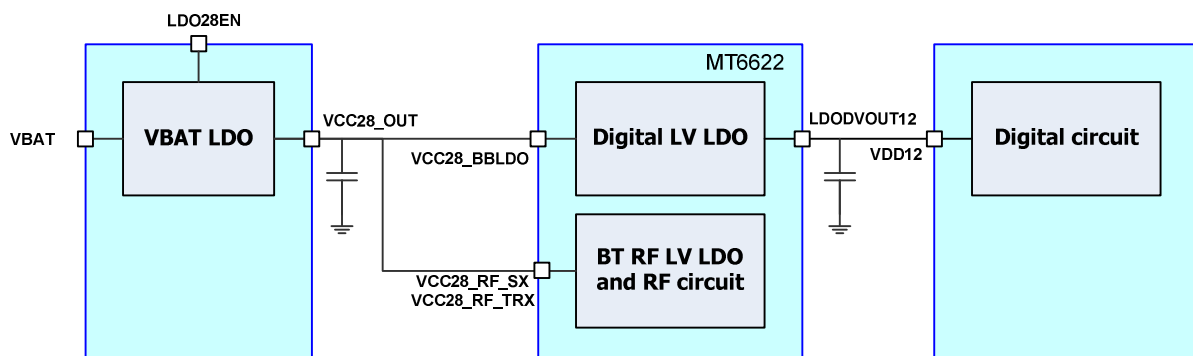 LDO28EN
MT6622
VBAT
VBAT LDO
VCC28_OUT
VCC28_BBLDO
Digital LV LDO
LDODVOUT12
VDD12
Digital circuit
BT RF LV LDO
and RF circuit
VCC28_RF_SX
VCC28_RF_TRX